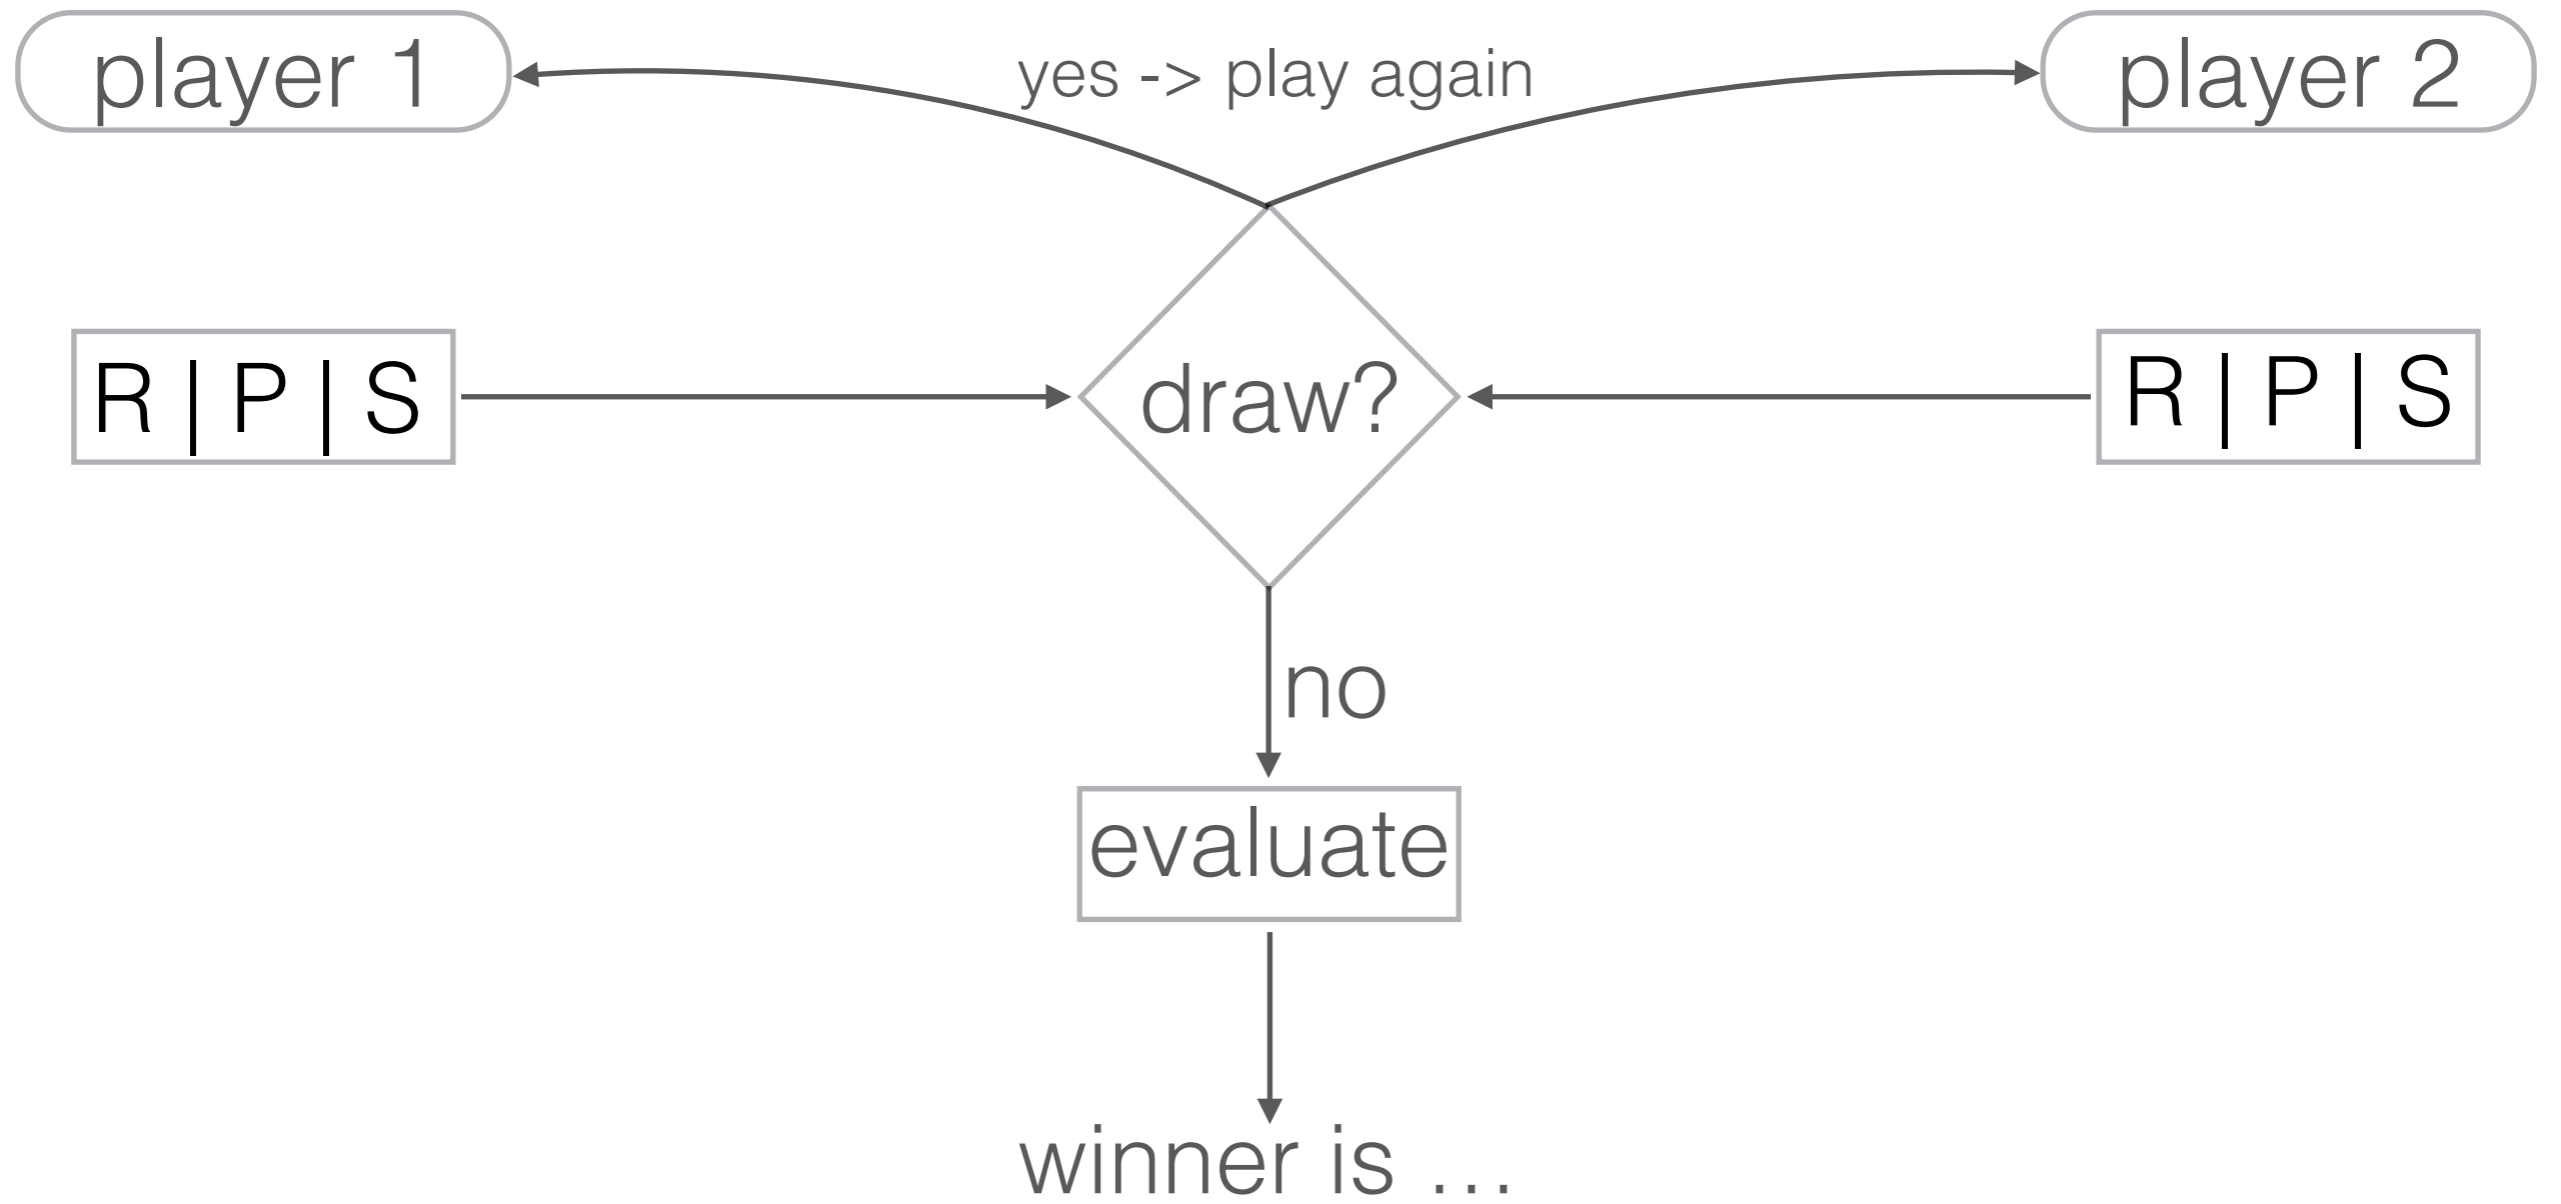 player 1
yes -> play again
player 2
R | P | S
draw?
R | P | S
no
evaluate
winner is …